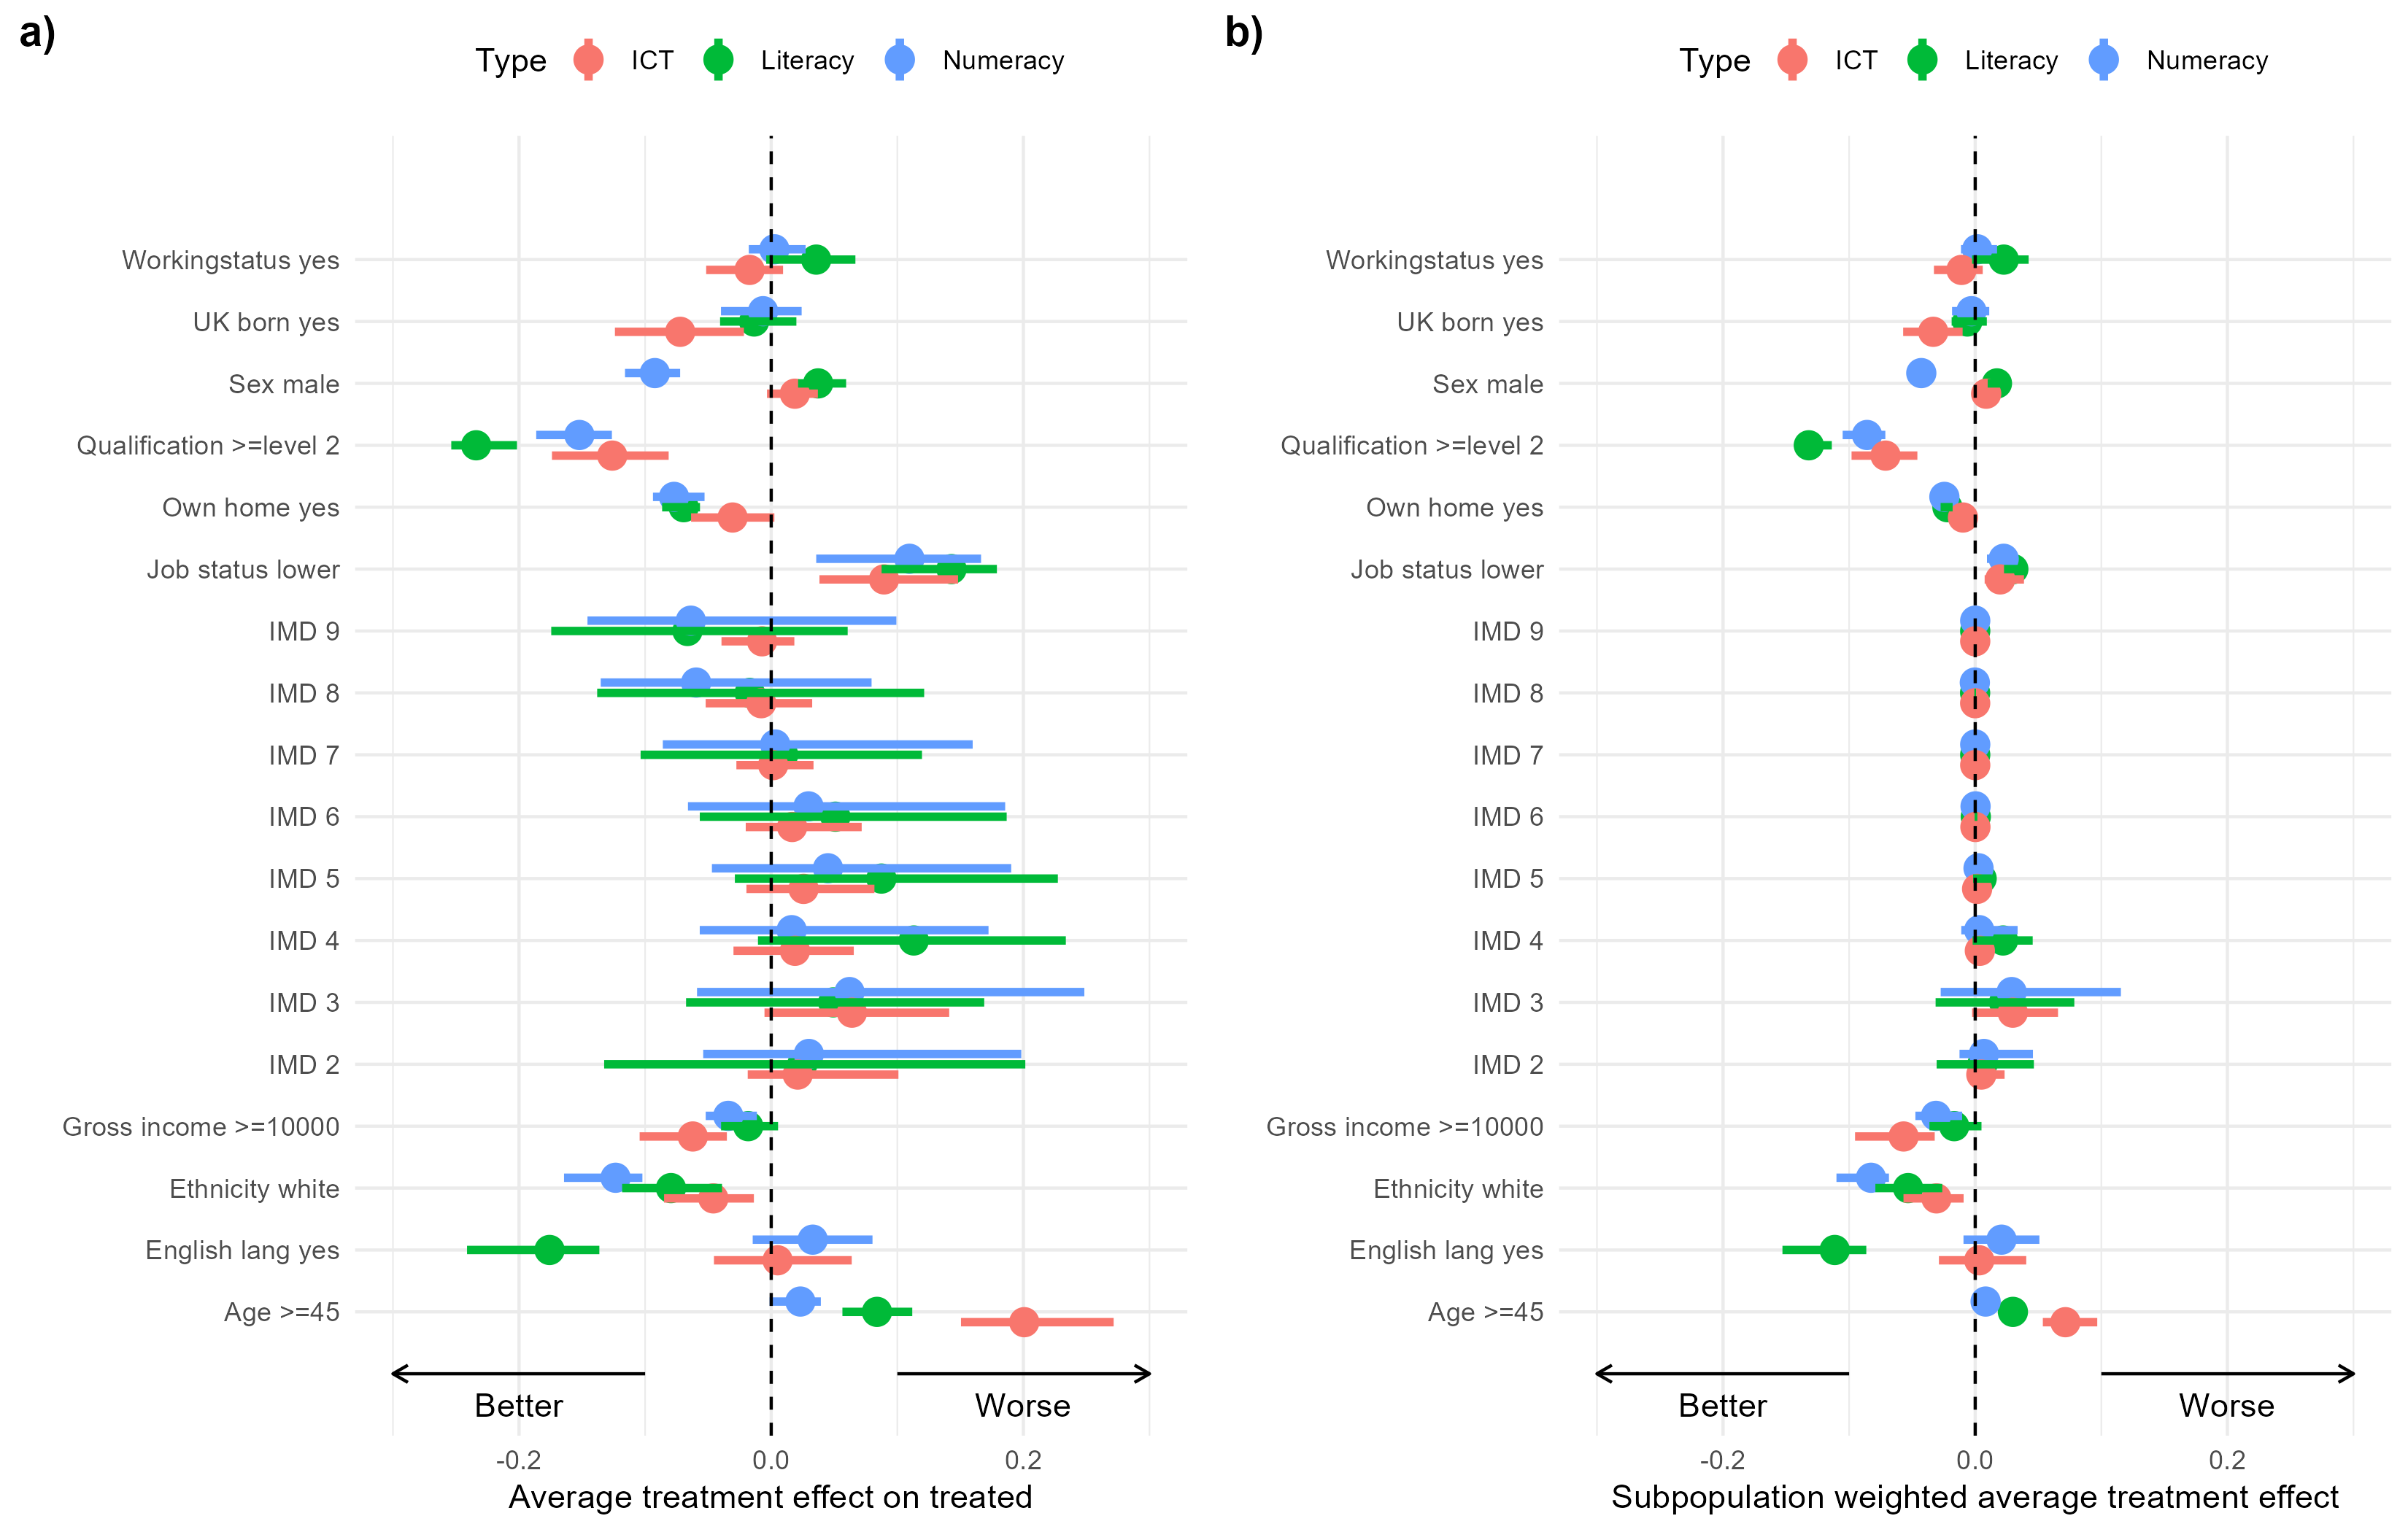 a)
Type ICT Literacy Numeracy
Workingstatus yes
UK born yes
Sex male
Qualification >=level 2
Own home yes
Job status lower
IMD 9
IMD 8
IMD 7
IMD 6
IMD 5
IMD 4
IMD 3
IMD 2
Gross income >=10000
Ethnicity white
English lang yes
Age >=45
Better Worse
-0.2 0.0 0.2
Average treatment effect on treated
b)
Type ICT Literacy Numeracy
Workingstatus yes
UK born yes
Sex male
Qualification >=level 2
Own home yes
Job status lower
IMD 9
IMD 8
IMD 7
IMD 6
IMD 5
IMD 4
IMD 3
IMD 2
Gross income >=10000
Ethnicity white
English lang yes
Age >=45
Better Worse
-0.2 0.0 0.2
Subpopulation weighted average treatment effect